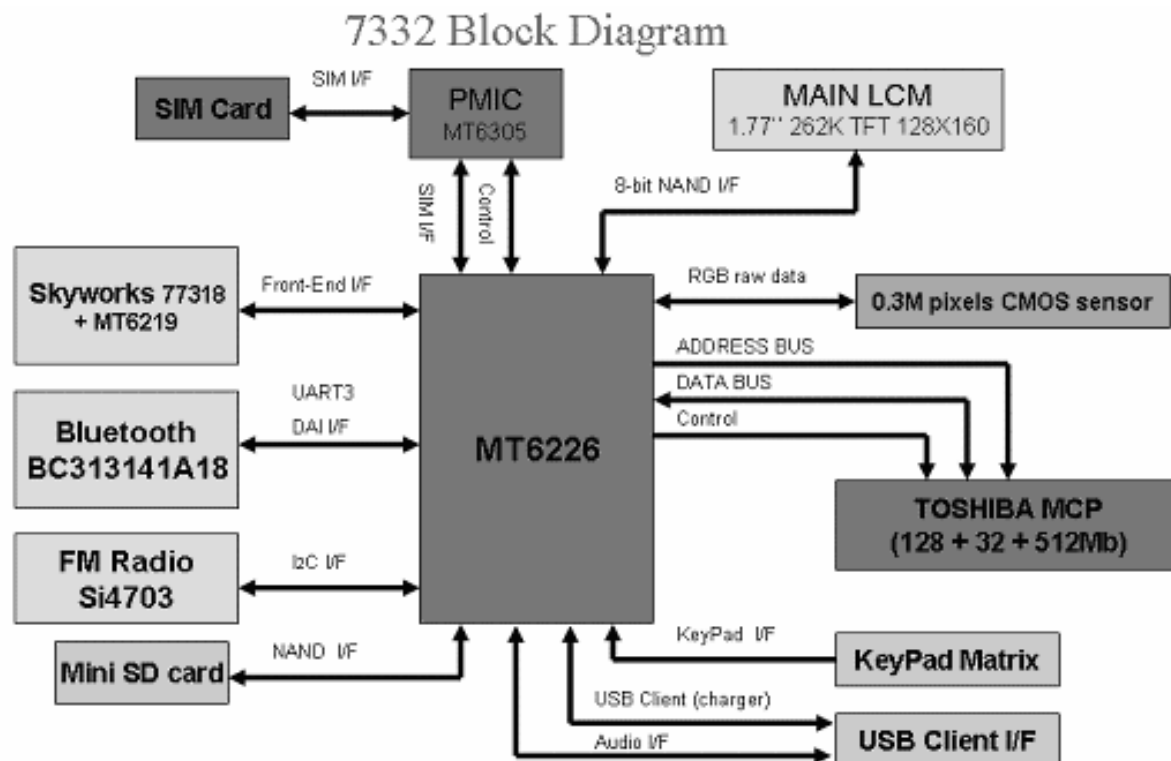 7332 Block Diagram
SIM Card
SIM I/F
PMIC
MT6305
MAIN LCM
1.77'' 262K TFT 128X160
SIM I/F
Control
8-bit NAND I/F
Skyworks 77318
+ MT6219
Front-End I/F
RGB raw data
0.3M pixels CMOS sensor
ADDRESS BUS
DATA BUS
Control
Bluetooth
BC313141A18
UART3
DAI I/F
MT6226
TOSHIBA MCP
(128 + 32 + 512Mb)
FM Radio
Si4703
I2C I/F
Mini SD card
NAND I/F
KeyPad I/F
KeyPad Matrix
USB Client (charger)
USB Client I/F
Audio I/F